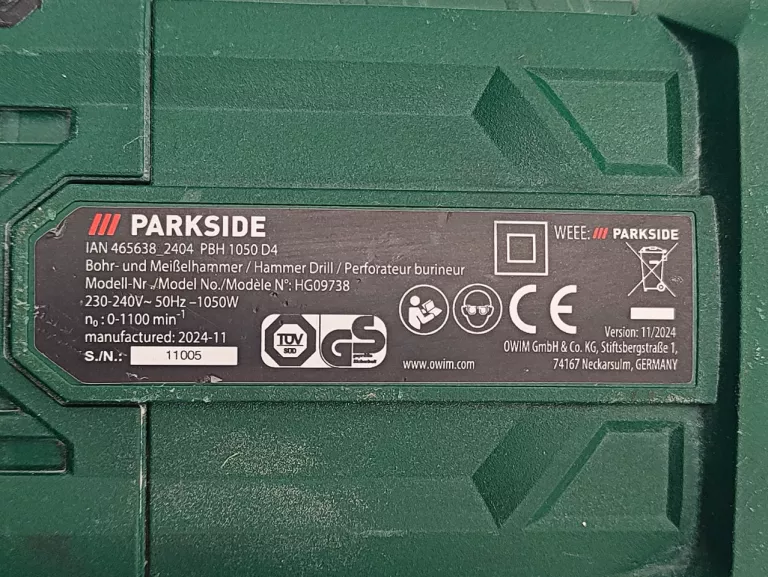 PARKSIDE
IAN 465638_2404 PBH 1050 D4
Bohr- und Meißelhammer / Hammer Drill / Perforateur burineur
Modell-Nr./Model No./Modèle N°: HG09738
230-240V~ 50Hz –1050W
n₀ : 0-1100 min⁻¹
manufactured: 2024-11
S./N.: 11005
TÜV
SÜD
GS
WEEE: PARKSIDE
CE
www.owim.com
Version: 11/2024
OWIM GmbH & Co. KG, Stiftsbergstraße 1,
74167 Neckarsulm, GERMANY